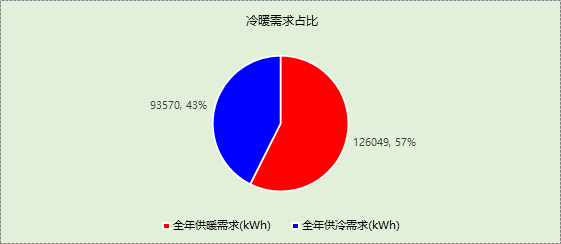 冷暖需求占比
93570, 43%
126049, 57%
全年供暖需求(kWh)
全年供冷需求(kWh)